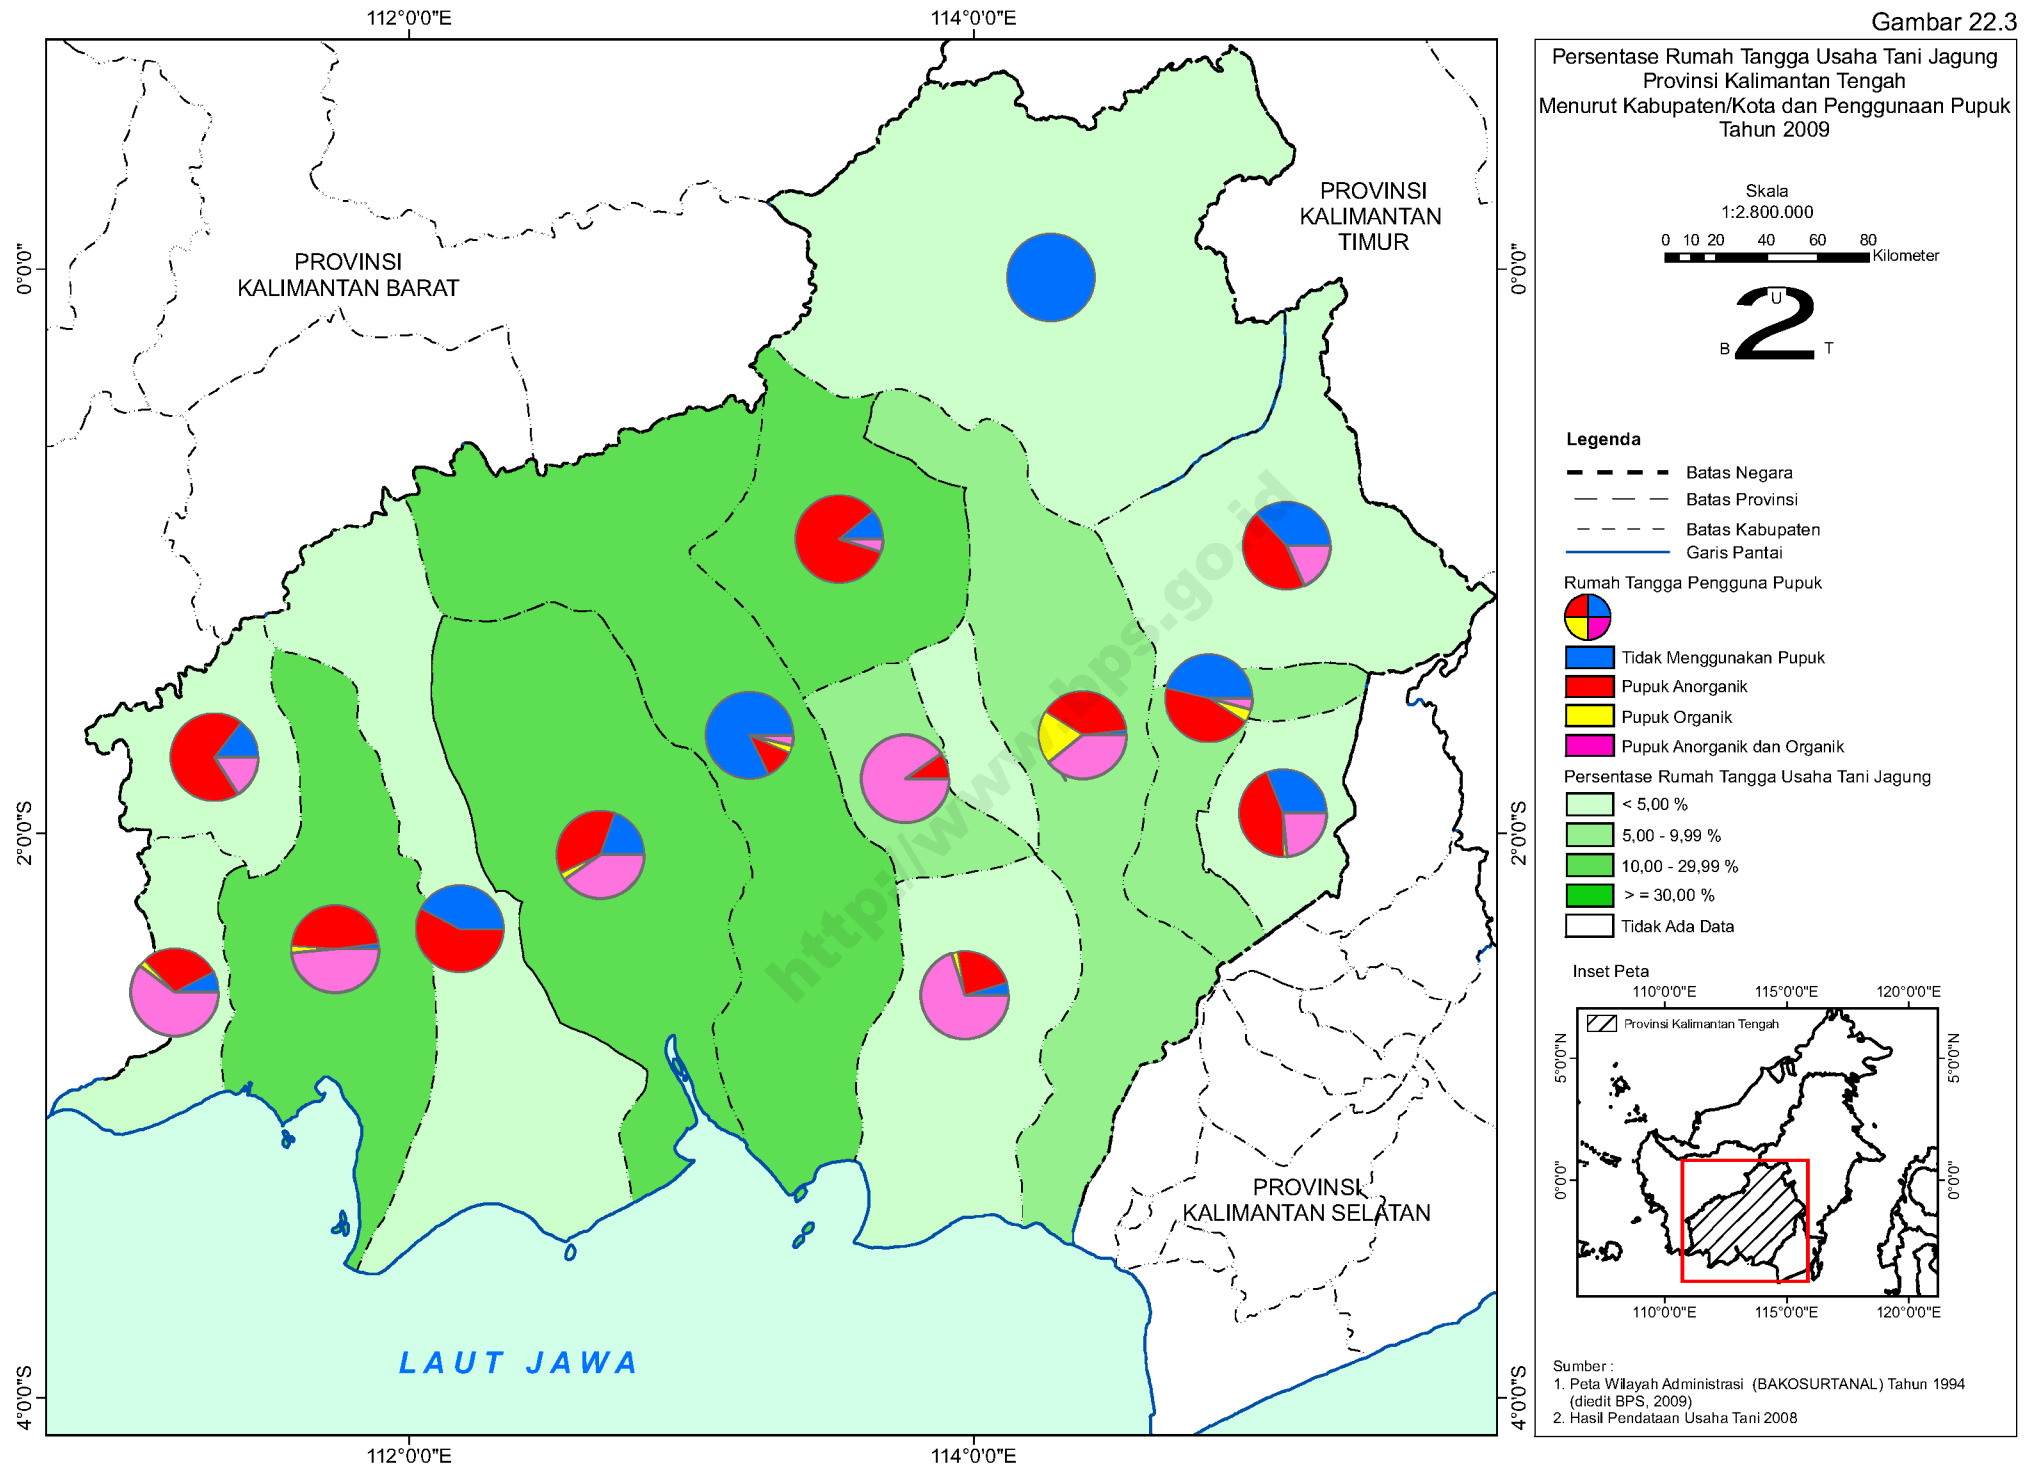 Gambar 22.3
112°0'0"E
114°0'0"E
0°0'0"
2°0'0"S
4°0'0"S
0°0'0"
2°0'0"S
4°0'0"S
112°0'0"E
114°0'0"E
PROVINSI
KALIMANTAN BARAT
PROVINSI
KALIMANTAN
TIMUR
PROVINSI
KALIMANTAN SELATAN
LAUT JAWA
http://www.bps.go.id
Persentase Rumah Tangga Usaha Tani Jagung
Provinsi Kalimantan Tengah
Menurut Kabupaten/Kota dan Penggunaan Pupuk
Tahun 2009
Skala
1:2.800.000
0 10 20 40 60 80
Kilometer
U
B T
Legenda
Batas Negara
Batas Provinsi
Batas Kabupaten
Garis Pantai
Rumah Tangga Pengguna Pupuk
Tidak Menggunakan Pupuk
Pupuk Anorganik
Pupuk Organik
Pupuk Anorganik dan Organik
Persentase Rumah Tangga Usaha Tani Jagung
< 5,00 %
5,00 - 9,99 %
10,00 - 29,99 %
> = 30,00 %
Tidak Ada Data
Inset Peta
110°0'0"E 115°0'0"E 120°0'0"E
Provinsi Kalimantan Tengah
5°0'0"N
0°0'0"
5°0'0"N
0°0'0"
110°0'0"E 115°0'0"E 120°0'0"E
Sumber :
1. Peta Wilayah Administrasi (BAKOSURTANAL) Tahun 1994
(diedit BPS, 2009)
2. Hasil Pendataan Usaha Tani 2008